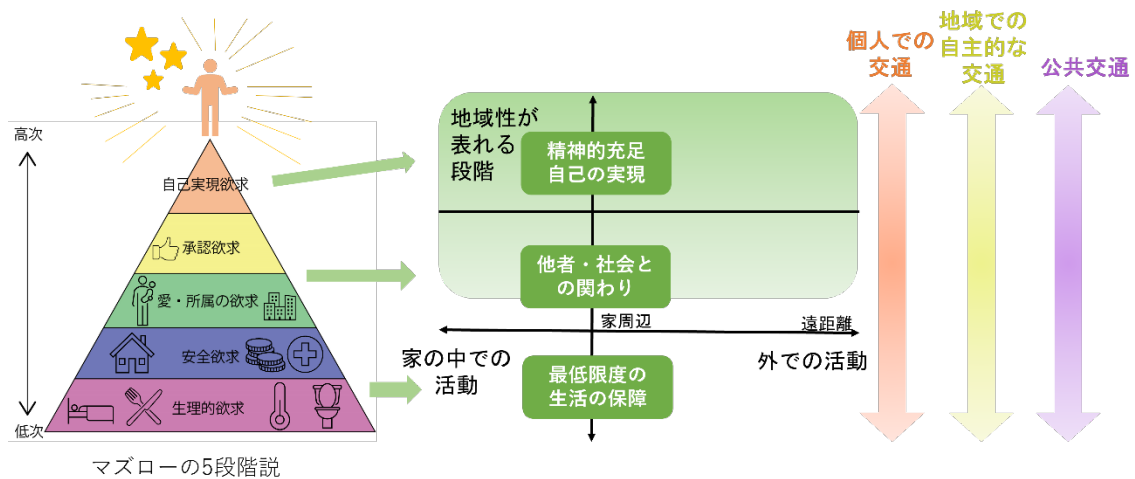 高次
自己実現欲求
承認欲求
愛・所属の欲求
安全欲求
生理的欲求
低次
マズローの5段階説
地域性が
表れる
段階
精神的充足
自己の実現
他者・社会と
の関わり
家周辺
遠距離
家の中での
活動
外での活動
最低限度の
生活の保障
個人での
交通
地域での
自主的な
交通
公共交通